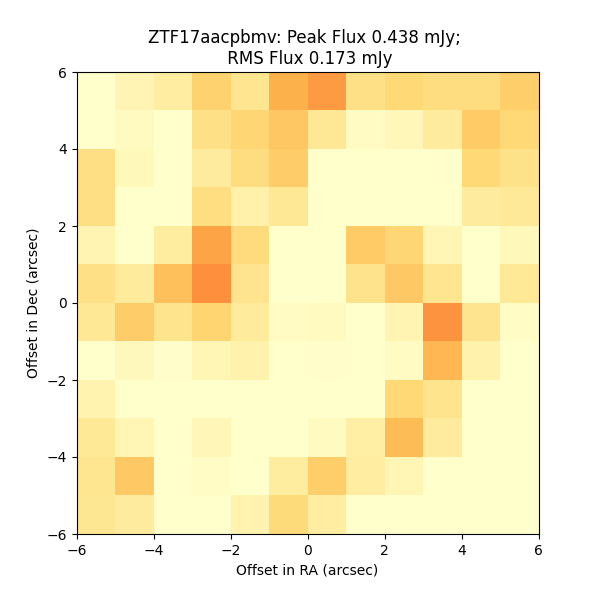 ZTF17aacpbmv: Peak Flux 0.438 mJy;
RMS Flux 0.173 mJy
6
4
2
0
−2
−4
−6
Offset in Dec (arcsec)
−6 −4 −2 0 2 4 6
Offset in RA (arcsec)